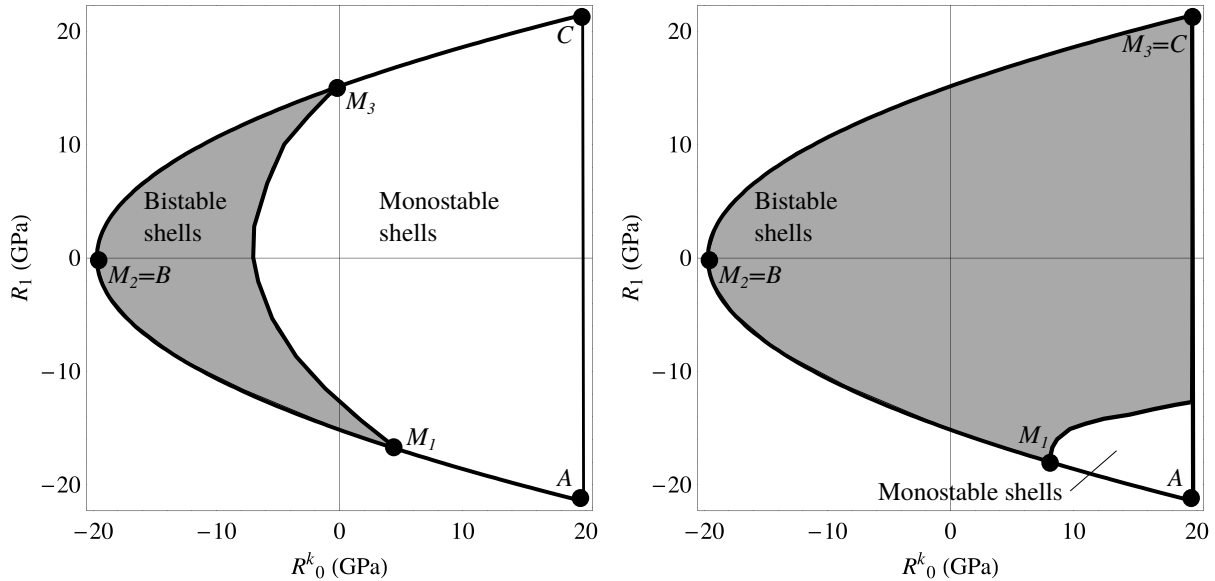 20
10
0
−10
−20
R1 (GPa)
C
M3
Bistable
shells
Monostable
shells
M2=B
M1
A
−20
−10
0
10
20
Rk0 (GPa)
20
10
0
−10
−20
R1 (GPa)
M3=C
Bistable
shells
M2=B
M1
A
Monostable shells
−20
−10
0
10
20
Rk0 (GPa)